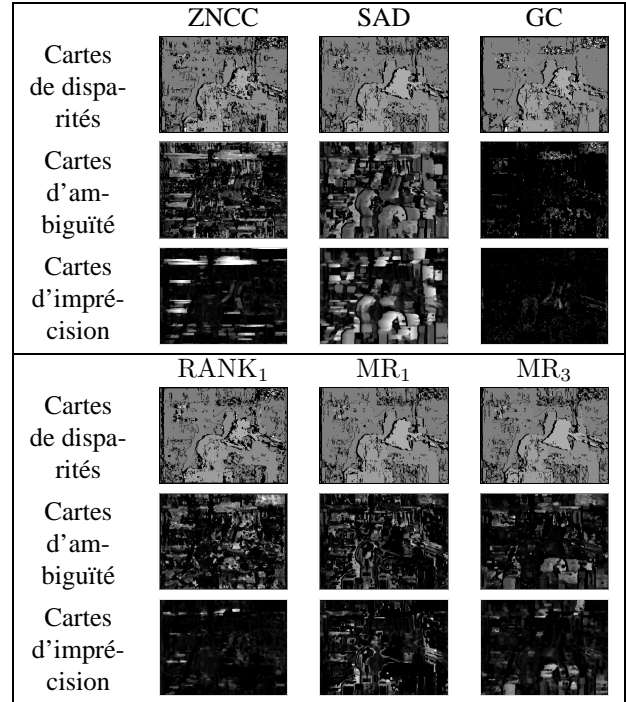 ZNCC SAD GC
Cartes
de dispa-
rités
Cartes
d'am-
biguïté
Cartes
d'impré-
cision
RANK₁ MR₁ MR₃
Cartes
de dispa-
rités
Cartes
d'am-
biguïté
Cartes
d'impré-
cision